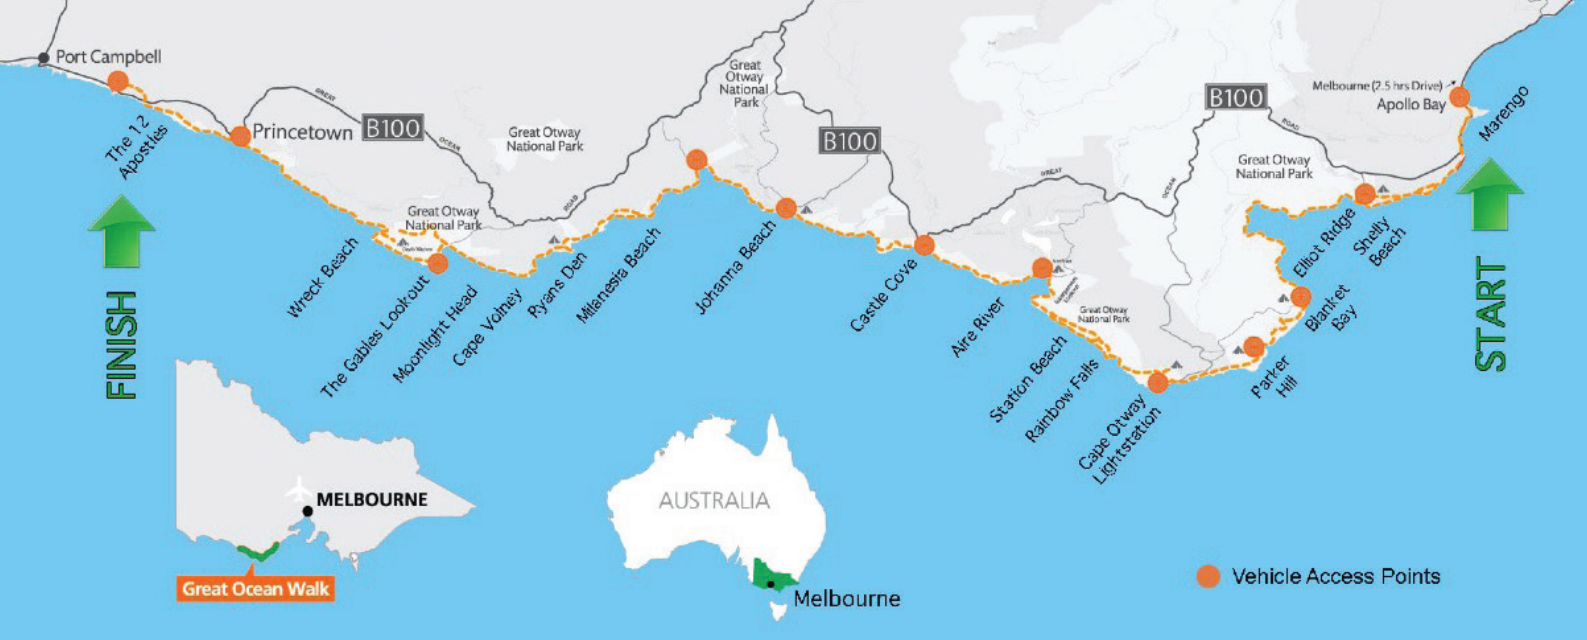 Port Campbell
The 12
Apostles
Princetown
GREAT
B100
OCEAN
Great Otway
National Park
Great Otway
National Park
ROAD
Great
Otway
National
Park
B100
GREAT
OCEAN
B100
ROAD
Melbourne (2.5 hrs Drive)
Apollo Bay
Marengo
Great Otway
National Park
Great Otway
National Park
Wreck Beach
The Gables Lookout
Moonlight Head
Cape Volney
Ryans Den
Milanesia Beach
Johanna Beach
Castle Cove
Aire River
Station Beach
Rainbow Falls
Cape Otway
Lightstation
Parker
Hill
Blanket
Bay
Elliot Ridge
Shelly
Beach
FINISH
START
MELBOURNE
Great Ocean Walk
AUSTRALIA
Melbourne
Vehicle Access Points